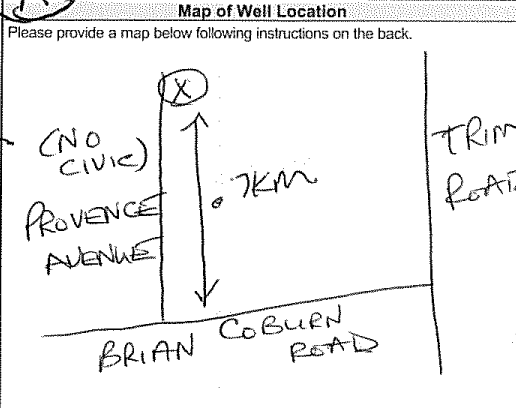 Map of Well Location
Please provide a map below following instructions on the back.
X
(NO
CIVIC)
PROVENCE
AVENUE
.7KM
TRIM
ROAD
BRIAN COBURN
ROAD